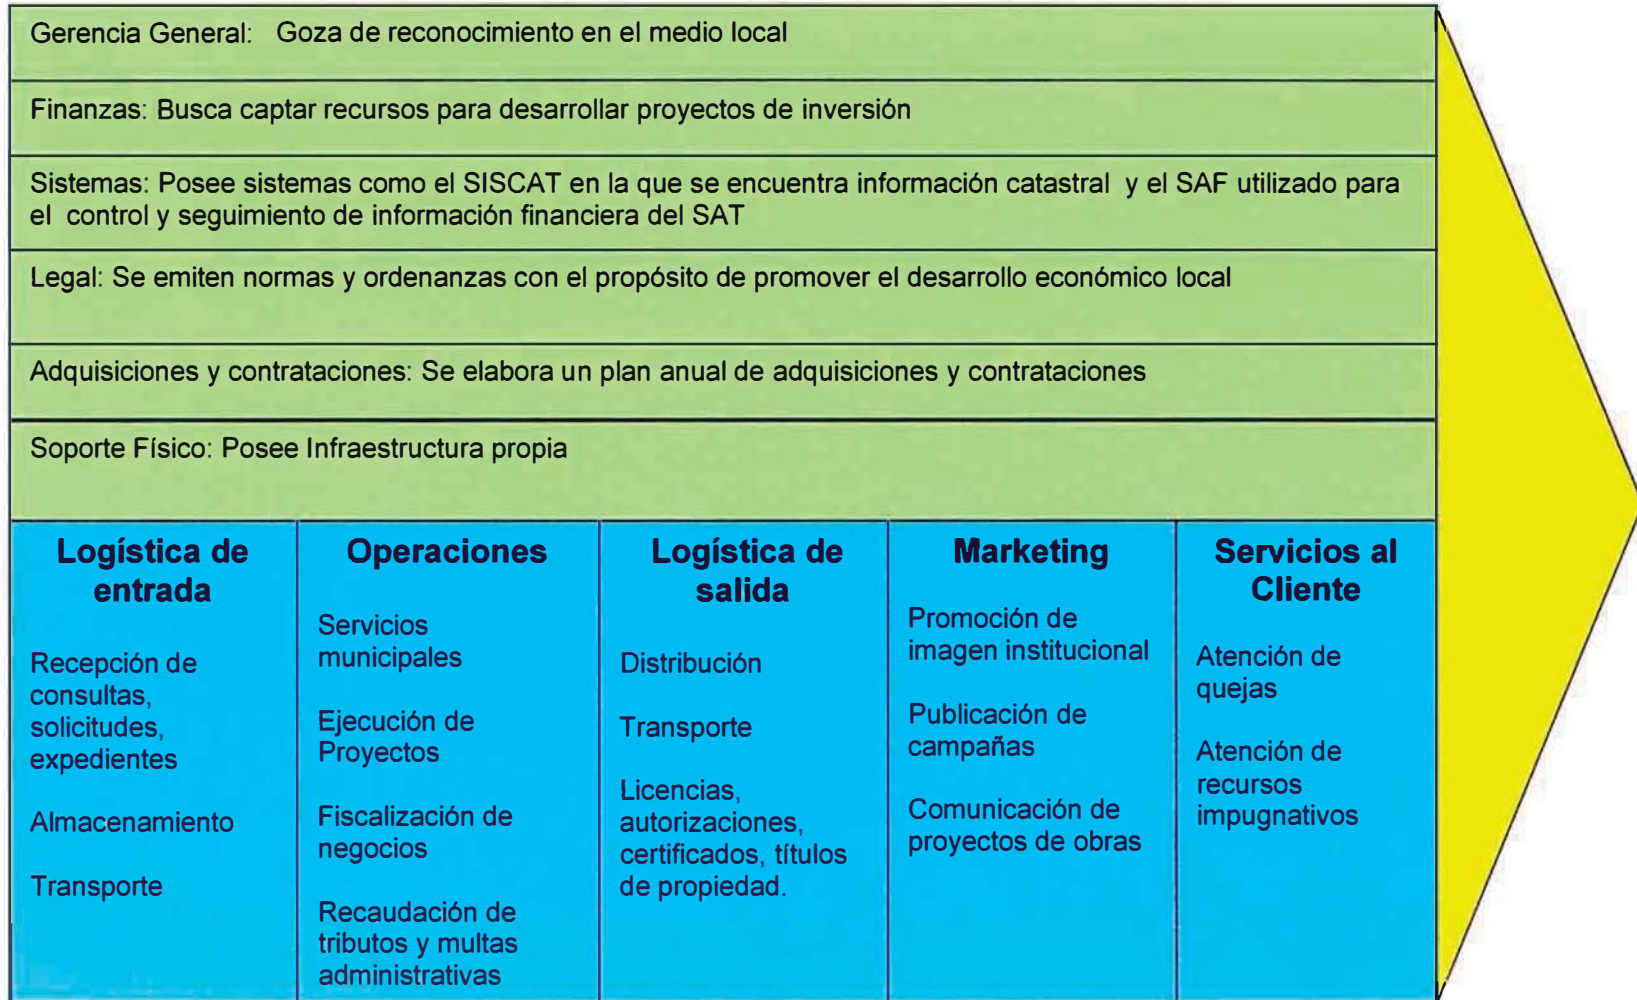 Gerencia General: Goza de reconocimiento en el medio local
Finanzas: Busca captar recursos para desarrollar proyectos de inversión
Sistemas: Posee sistemas como el SISCAT en la que se encuentra información catastral y el SAF utilizado para
el control y seguimiento de información financiera del SAT
Legal: Se emiten normas y ordenanzas con el propósito de promover el desarrollo económico local
Adquisiciones y contrataciones: Se elabora un plan anual de adquisiciones y contrataciones
Soporte Físico: Posee Infraestructura propia
Logística de
entrada
Recepción de
consultas,
solicitudes,
expedientes
Almacenamiento
Transporte
Operaciones
Servicios
municipales
Ejecución de
Proyectos
Fiscalización de
negocios
Recaudación de
tributos y multas
administrativas
Logística de
salida
Distribución
Transporte
Licencias,
autorizaciones,
certificados, títulos
de propiedad.
Marketing
Promoción de
imagen institucional
Publicación de
campañas
Comunicación de
proyectos de obras
Servicios al
Cliente
Atención de
quejas
Atención de
recursos
impugnativos